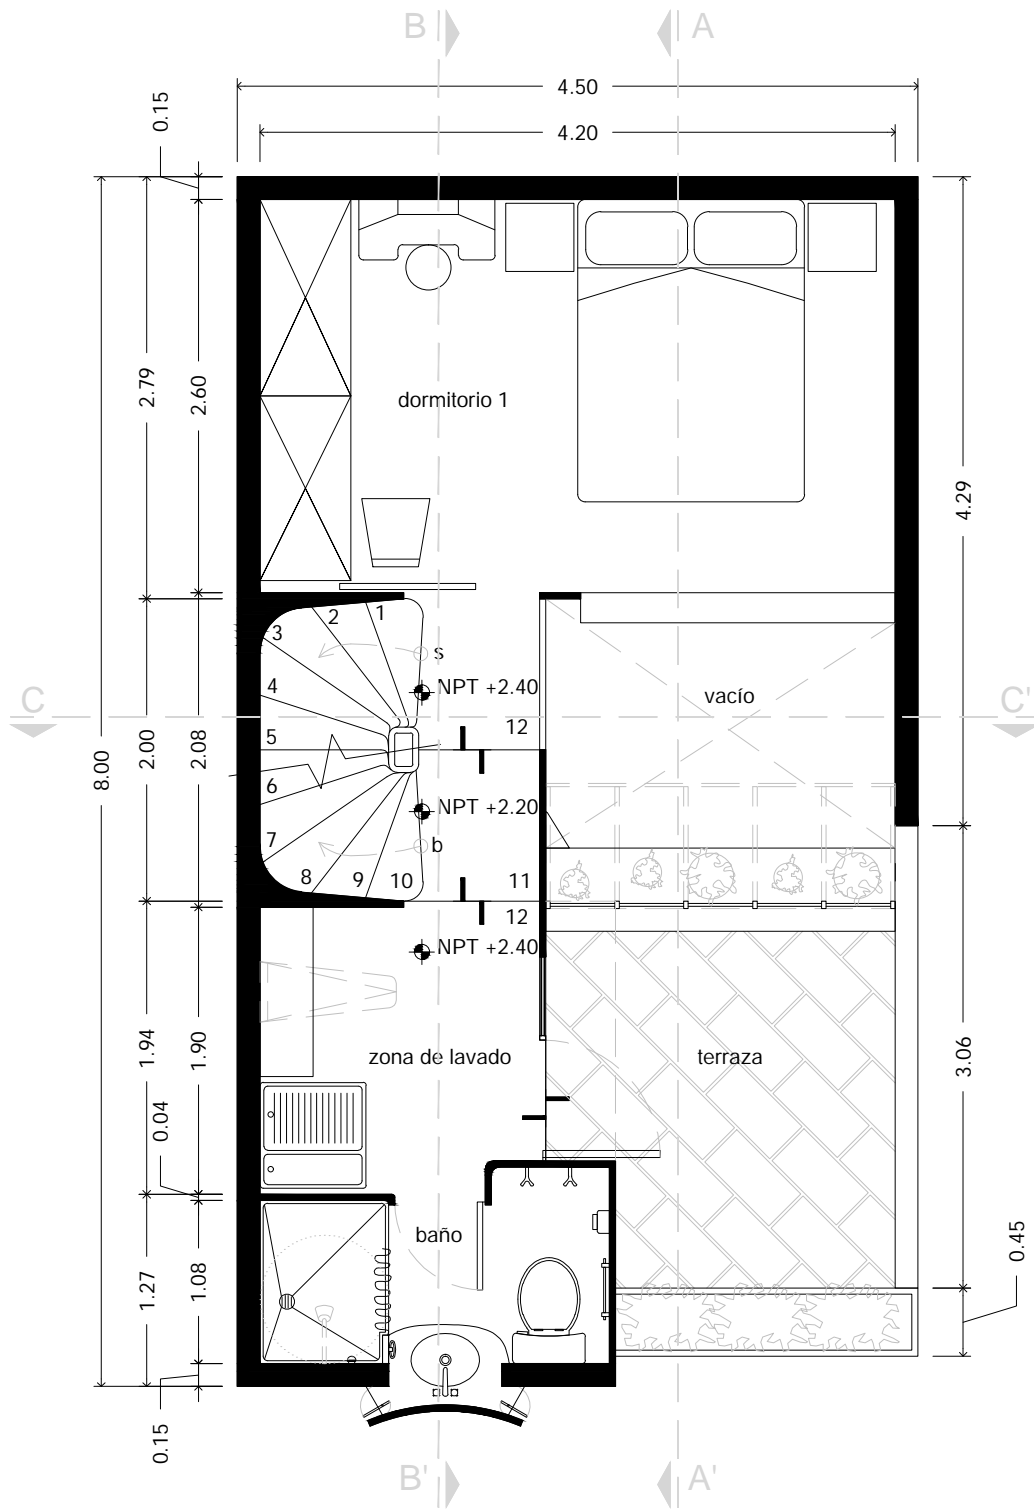 B A
4.50
0.15
4.20
2.79
2.60
dormitorio 1
4.29
1
2
3
s
4
NPT +2.40
vacío
C C'
12
5
8.00
2.00
2.08
6
NPT +2.20
7
b
8
9
10
11
12
NPT +2.40
1.94
1.90
zona de lavado
terraza
3.06
0.04
baño
0.45
1.27
1.08
0.15
B' A'